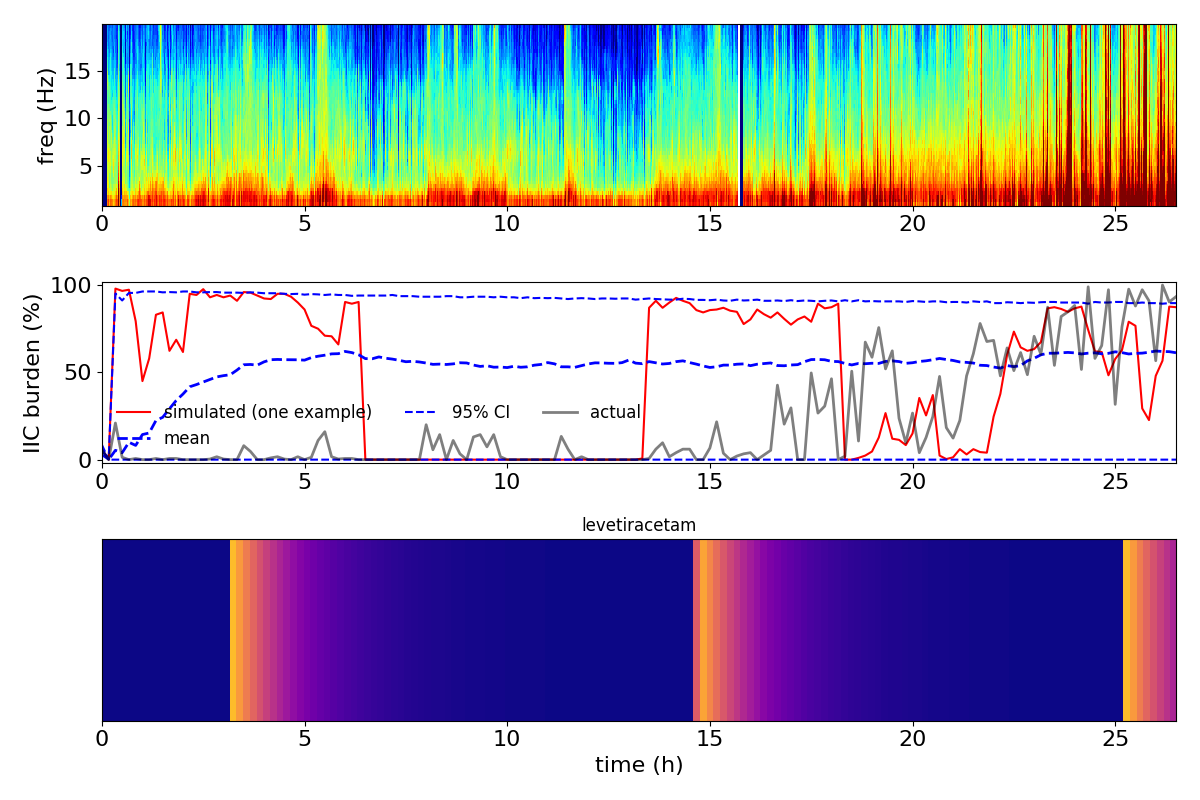 freq (Hz)
15
10
5
0 5 10 15 20 25
IIC burden (%)
100
50
0
simulated (one example) 95% CI actual
mean
0 5 10 15 20 25
levetiracetam
0 5 10 15 20 25
time (h)